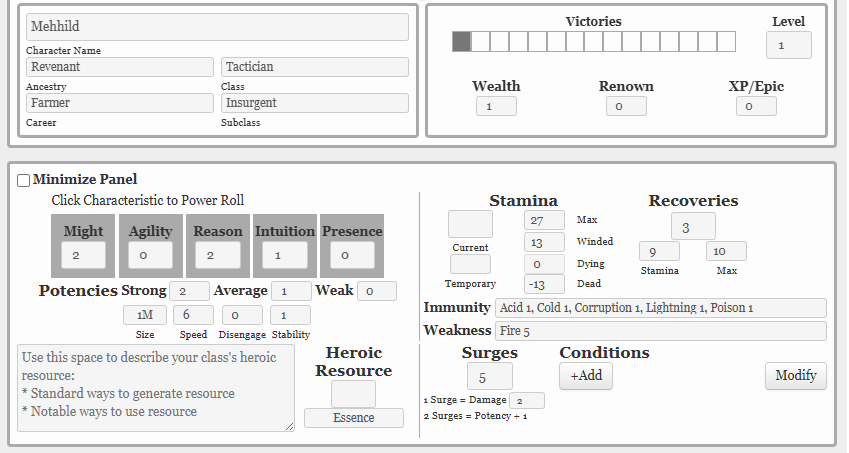 Mehhild
Character Name
Revenant Tactician
Ancestry Class
Farmer Insurgent
Career Subclass
Victories Level
1
Wealth Renown XP/Epic
1 0 0
Minimize Panel
Click Characteristic to Power Roll
Might Agility Reason Intuition Presence
2 0 2 1 0
Potencies Strong 2 Average 1 Weak 0
1M 6 0 1
Size Speed Disengage Stability
Use this space to describe your class's heroic
resource:
* Standard ways to generate resource
* Notable ways to use resource
Heroic
Resource
Essence
Stamina Recoveries
27 Max
Current 13 Winded
0 Dying
Temporary -13 Dead
3
9 10
Stamina Max
Immunity Acid 1, Cold 1, Corruption 1, Lightning 1, Poison 1
Weakness Fire 5
Surges Conditions
5 +Add Modify
1 Surge = Damage 2
2 Surges = Potency + 1